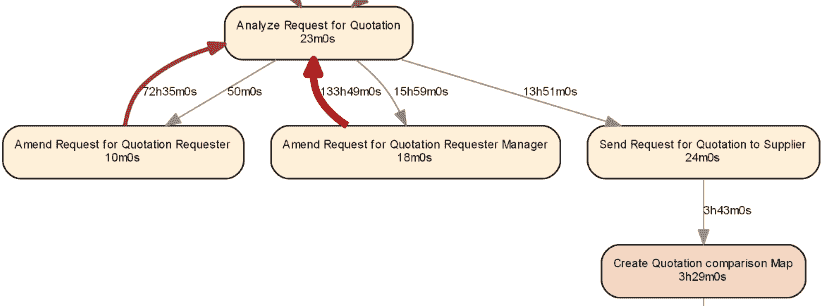 Analyze Request for Quotation
23m0s
72h35m0s
50m0s
133h49m0s
15h59m0s
13h51m0s
Amend Request for Quotation Requester
10m0s
Amend Request for Quotation Requester Manager
18m0s
Send Request for Quotation to Supplier
24m0s
3h43m0s
Create Quotation comparison Map
3h29m0s